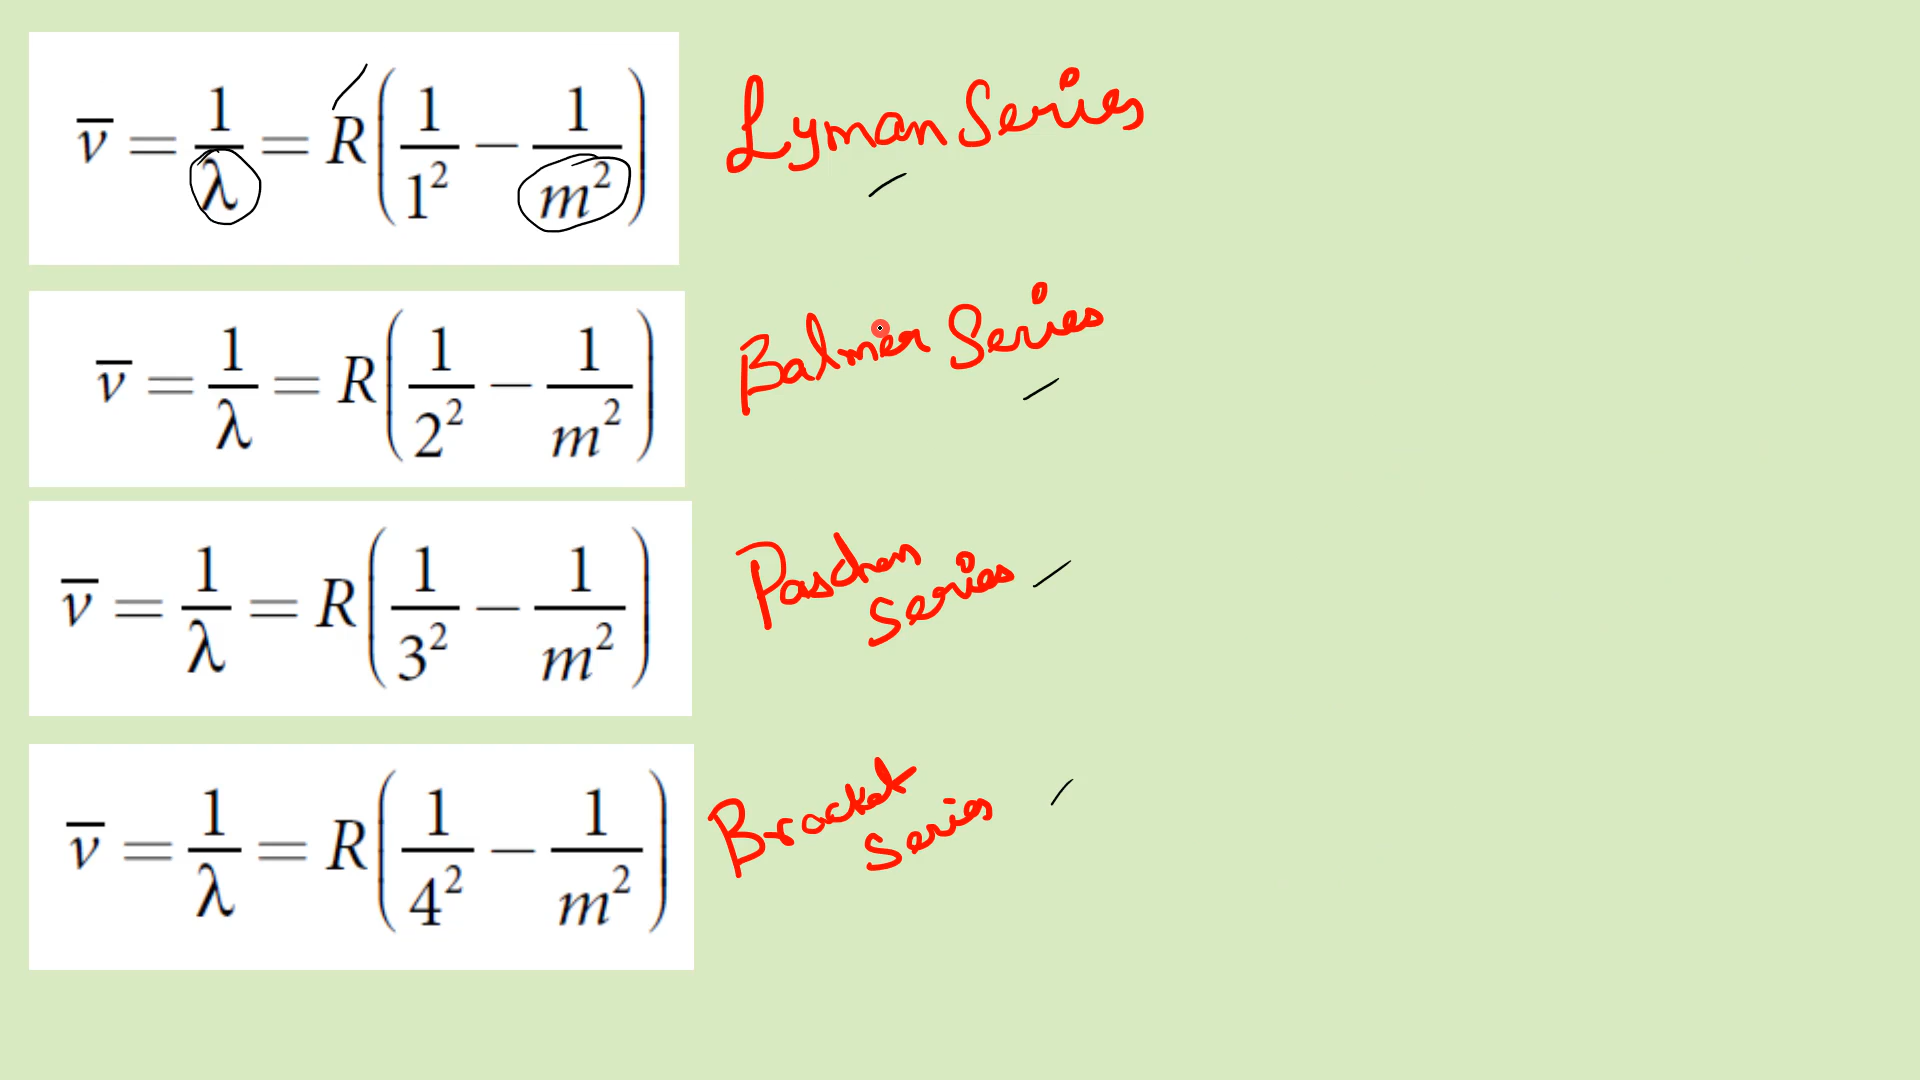 ν̅ = 1/λ = R(1/1² − 1/m²) Lyman Series
ν̅ = 1/λ = R(1/2² − 1/m²) Balmer Series
ν̅ = 1/λ = R(1/3² − 1/m²) Paschen
Series
ν̅ = 1/λ = R(1/4² − 1/m²) Bracket
Series